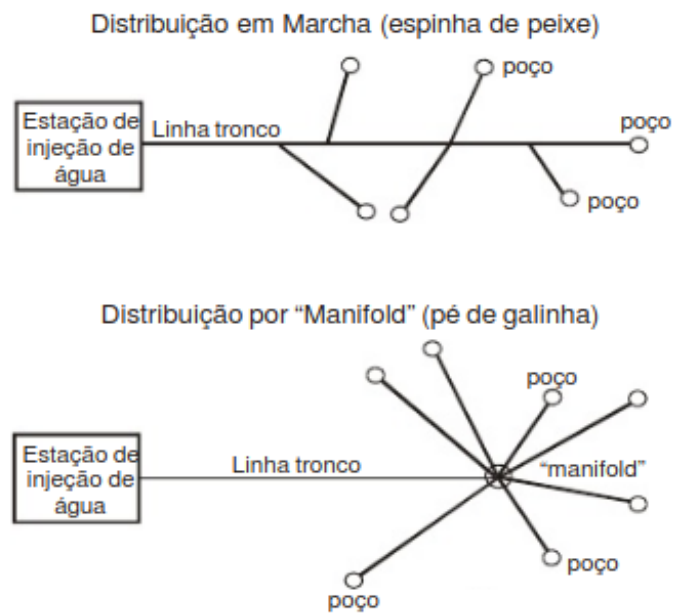 Distribuição em Marcha (espinha de peixe)
poço
Estação de
injeção de
água
Linha tronco
poço
poço
Distribuição por “Manifold” (pé de galinha)
poço
Estação de
injeção de
água
Linha tronco
“manifold”
poço
poço